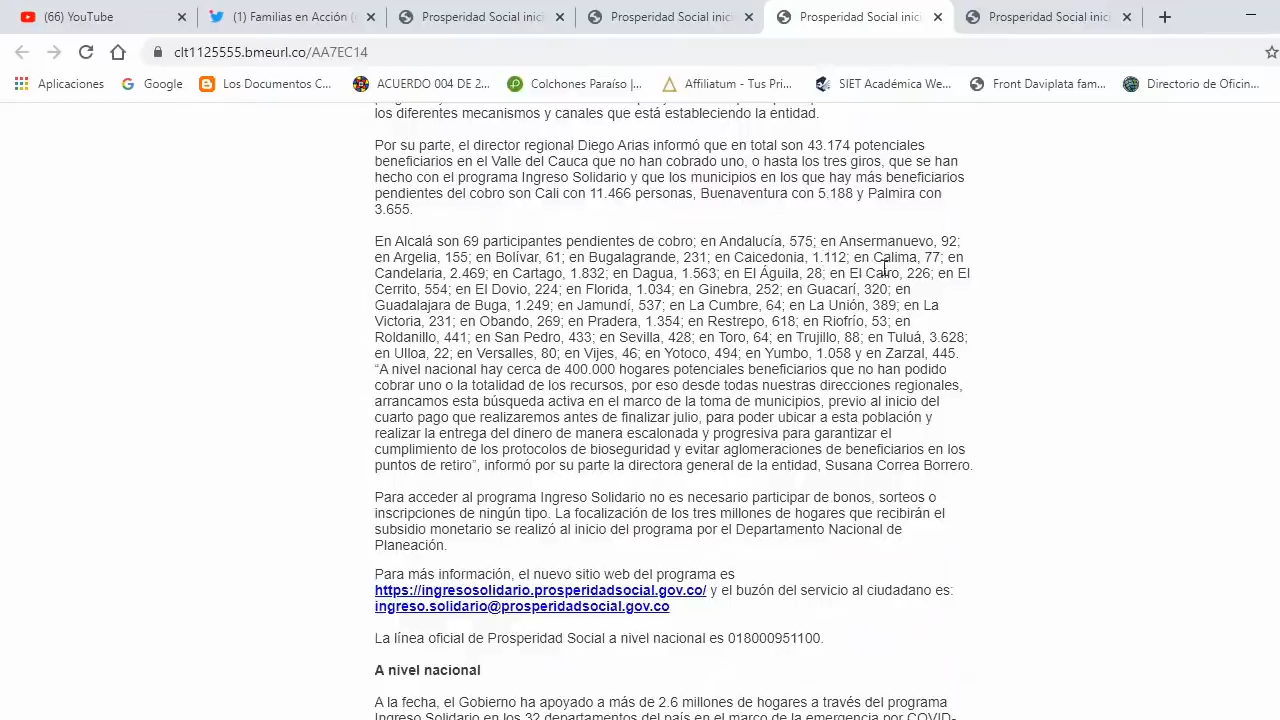 (66) YouTube
(1) Familias en Acción (
Prosperidad Social inici
Prosperidad Social inici
Prosperidad Social inici
Prosperidad Social inici
clt1125555.bmeurl.co/AA7EC14
Aplicaciones
Google
Los Documentos C...
ACUERDO 004 DE 2...
Colchones Paraíso |...
Affiliatum - Tus Pri...
SIET Académica We...
Front Daviplata fam...
Directorio de Oficin...
los diferentes mecanismos y canales que está estableciendo la entidad.
Por su parte, el director regional Diego Arias informó que en total son 43.174 potenciales
beneficiarios en el Valle del Cauca que no han cobrado uno, o hasta los tres giros, que se han
hecho con el programa Ingreso Solidario y que los municipios en los que hay más beneficiarios
pendientes del cobro son Cali con 11.466 personas, Buenaventura con 5.188 y Palmira con
3.655.
En Alcalá son 69 participantes pendientes de cobro; en Andalucía, 575; en Ansermanuevo, 92;
en Argelia, 155; en Bolívar, 61; en Bugalagrande, 231; en Caicedonia, 1.112; en Calima, 77; en
Candelaria, 2.469; en Cartago, 1.832; en Dagua, 1.563; en El Águila, 28; en El Cairo, 226; en El
Cerrito, 554; en El Dovio, 224; en Florida, 1.034; en Ginebra, 252; en Guacarí, 320; en
Guadalajara de Buga, 1.249; en Jamundí, 537; en La Cumbre, 64; en La Unión, 389; en La
Victoria, 231; en Obando, 269; en Pradera, 1.354; en Restrepo, 618; en Riofrío, 53; en
Roldanillo, 441; en San Pedro, 433; en Sevilla, 428; en Toro, 64; en Trujillo, 88; en Tuluá, 3.628;
en Ulloa, 22; en Versalles, 80; en Vijes, 46; en Yotoco, 494; en Yumbo, 1.058 y en Zarzal, 445.
“A nivel nacional hay cerca de 400.000 hogares potenciales beneficiarios que no han podido
cobrar uno o la totalidad de los recursos, por eso desde todas nuestras direcciones regionales,
arrancamos esta búsqueda activa en el marco de la toma de municipios, previo al inicio del
cuarto pago que realizaremos antes de finalizar julio, para poder ubicar a esta población y
realizar la entrega del dinero de manera escalonada y progresiva para garantizar el
cumplimiento de los protocolos de bioseguridad y evitar aglomeraciones de beneficiarios en los
puntos de retiro”, informó por su parte la directora general de la entidad, Susana Correa Borrero.
Para acceder al programa Ingreso Solidario no es necesario participar de bonos, sorteos o
inscripciones de ningún tipo. La focalización de los tres millones de hogares que recibirán el
subsidio monetario se realizó al inicio del programa por el Departamento Nacional de
Planeación.
Para más información, el nuevo sitio web del programa es
https://ingresosolidario.prosperidadsocial.gov.co/ y el buzón del servicio al ciudadano es:
ingreso.solidario@prosperidadsocial.gov.co
La línea oficial de Prosperidad Social a nivel nacional es 018000951100.
A nivel nacional
A la fecha, el Gobierno ha apoyado a más de 2.6 millones de hogares a través del programa
Ingreso Solidario en los 32 departamentos del país en el marco de la emergencia por COVID-